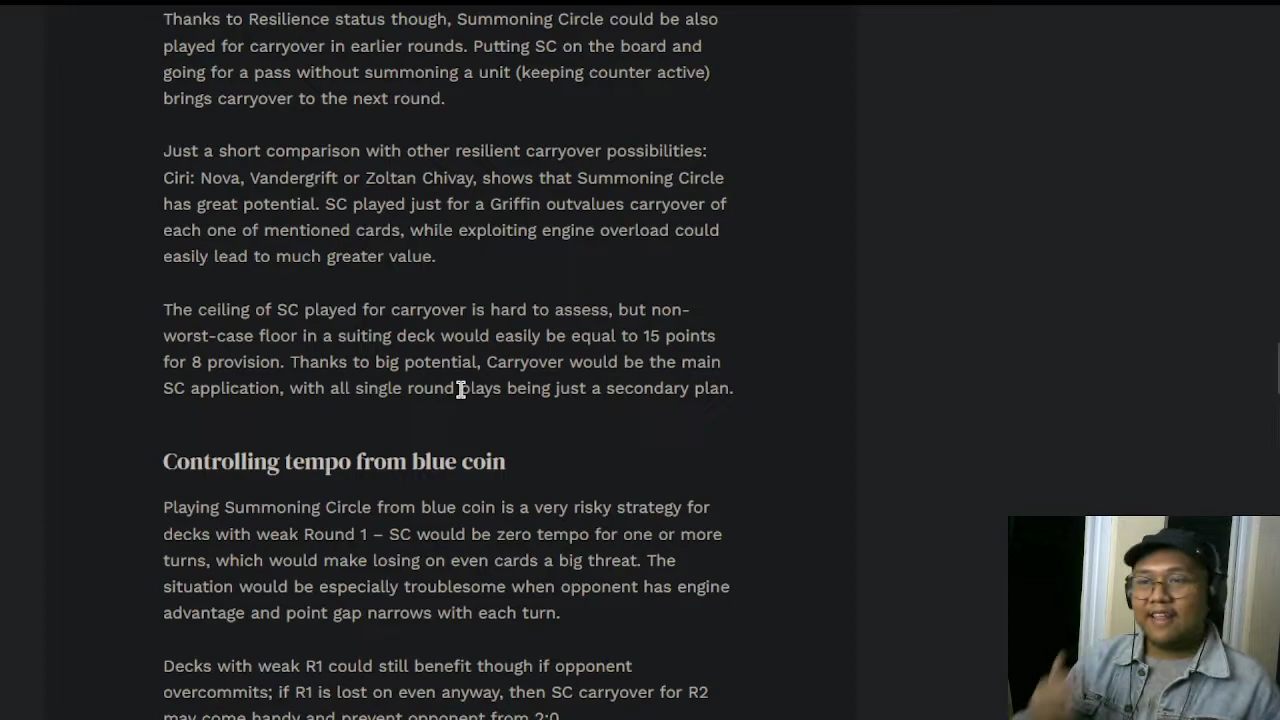 Thanks to Resilience status though, Summoning Circle could be also
played for carryover in earlier rounds. Putting SC on the board and
going for a pass without summoning a unit (keeping counter active)
brings carryover to the next round.
Just a short comparison with other resilient carryover possibilities:
Ciri: Nova, Vandergrift or Zoltan Chivay, shows that Summoning Circle
has great potential. SC played just for a Griffin outvalues carryover of
each one of mentioned cards, while exploiting engine overload could
easily lead to much greater value.
The ceiling of SC played for carryover is hard to assess, but non-
worst-case floor in a suiting deck would easily be equal to 15 points
for 8 provision. Thanks to big potential, Carryover would be the main
SC application, with all single round plays being just a secondary plan.
Controlling tempo from blue coin
Playing Summoning Circle from blue coin is a very risky strategy for
decks with weak Round 1 – SC would be zero tempo for one or more
turns, which would make losing on even cards a big threat. The
situation would be especially troublesome when opponent has engine
advantage and point gap narrows with each turn.
Decks with weak R1 could still benefit though if opponent
overcommits; if R1 is lost on even anyway, then SC carryover for R2
may come handy and prevent opponent from 2:0